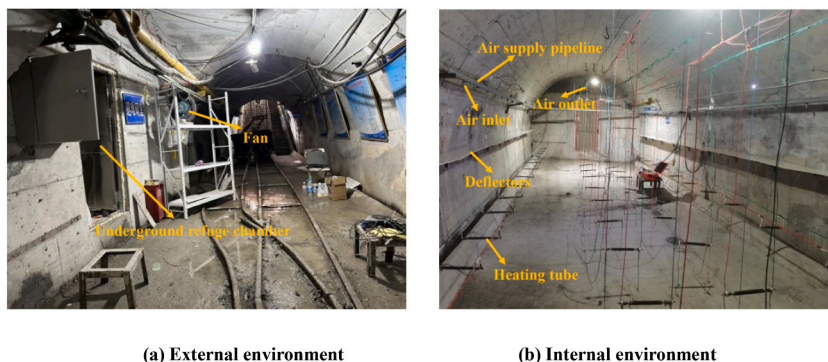 Fan
Underground refuge chamber
Air supply pipeline
Air outlet
Air inlet
Deflectors
Heating tube
(a) External environment
(b) Internal environment